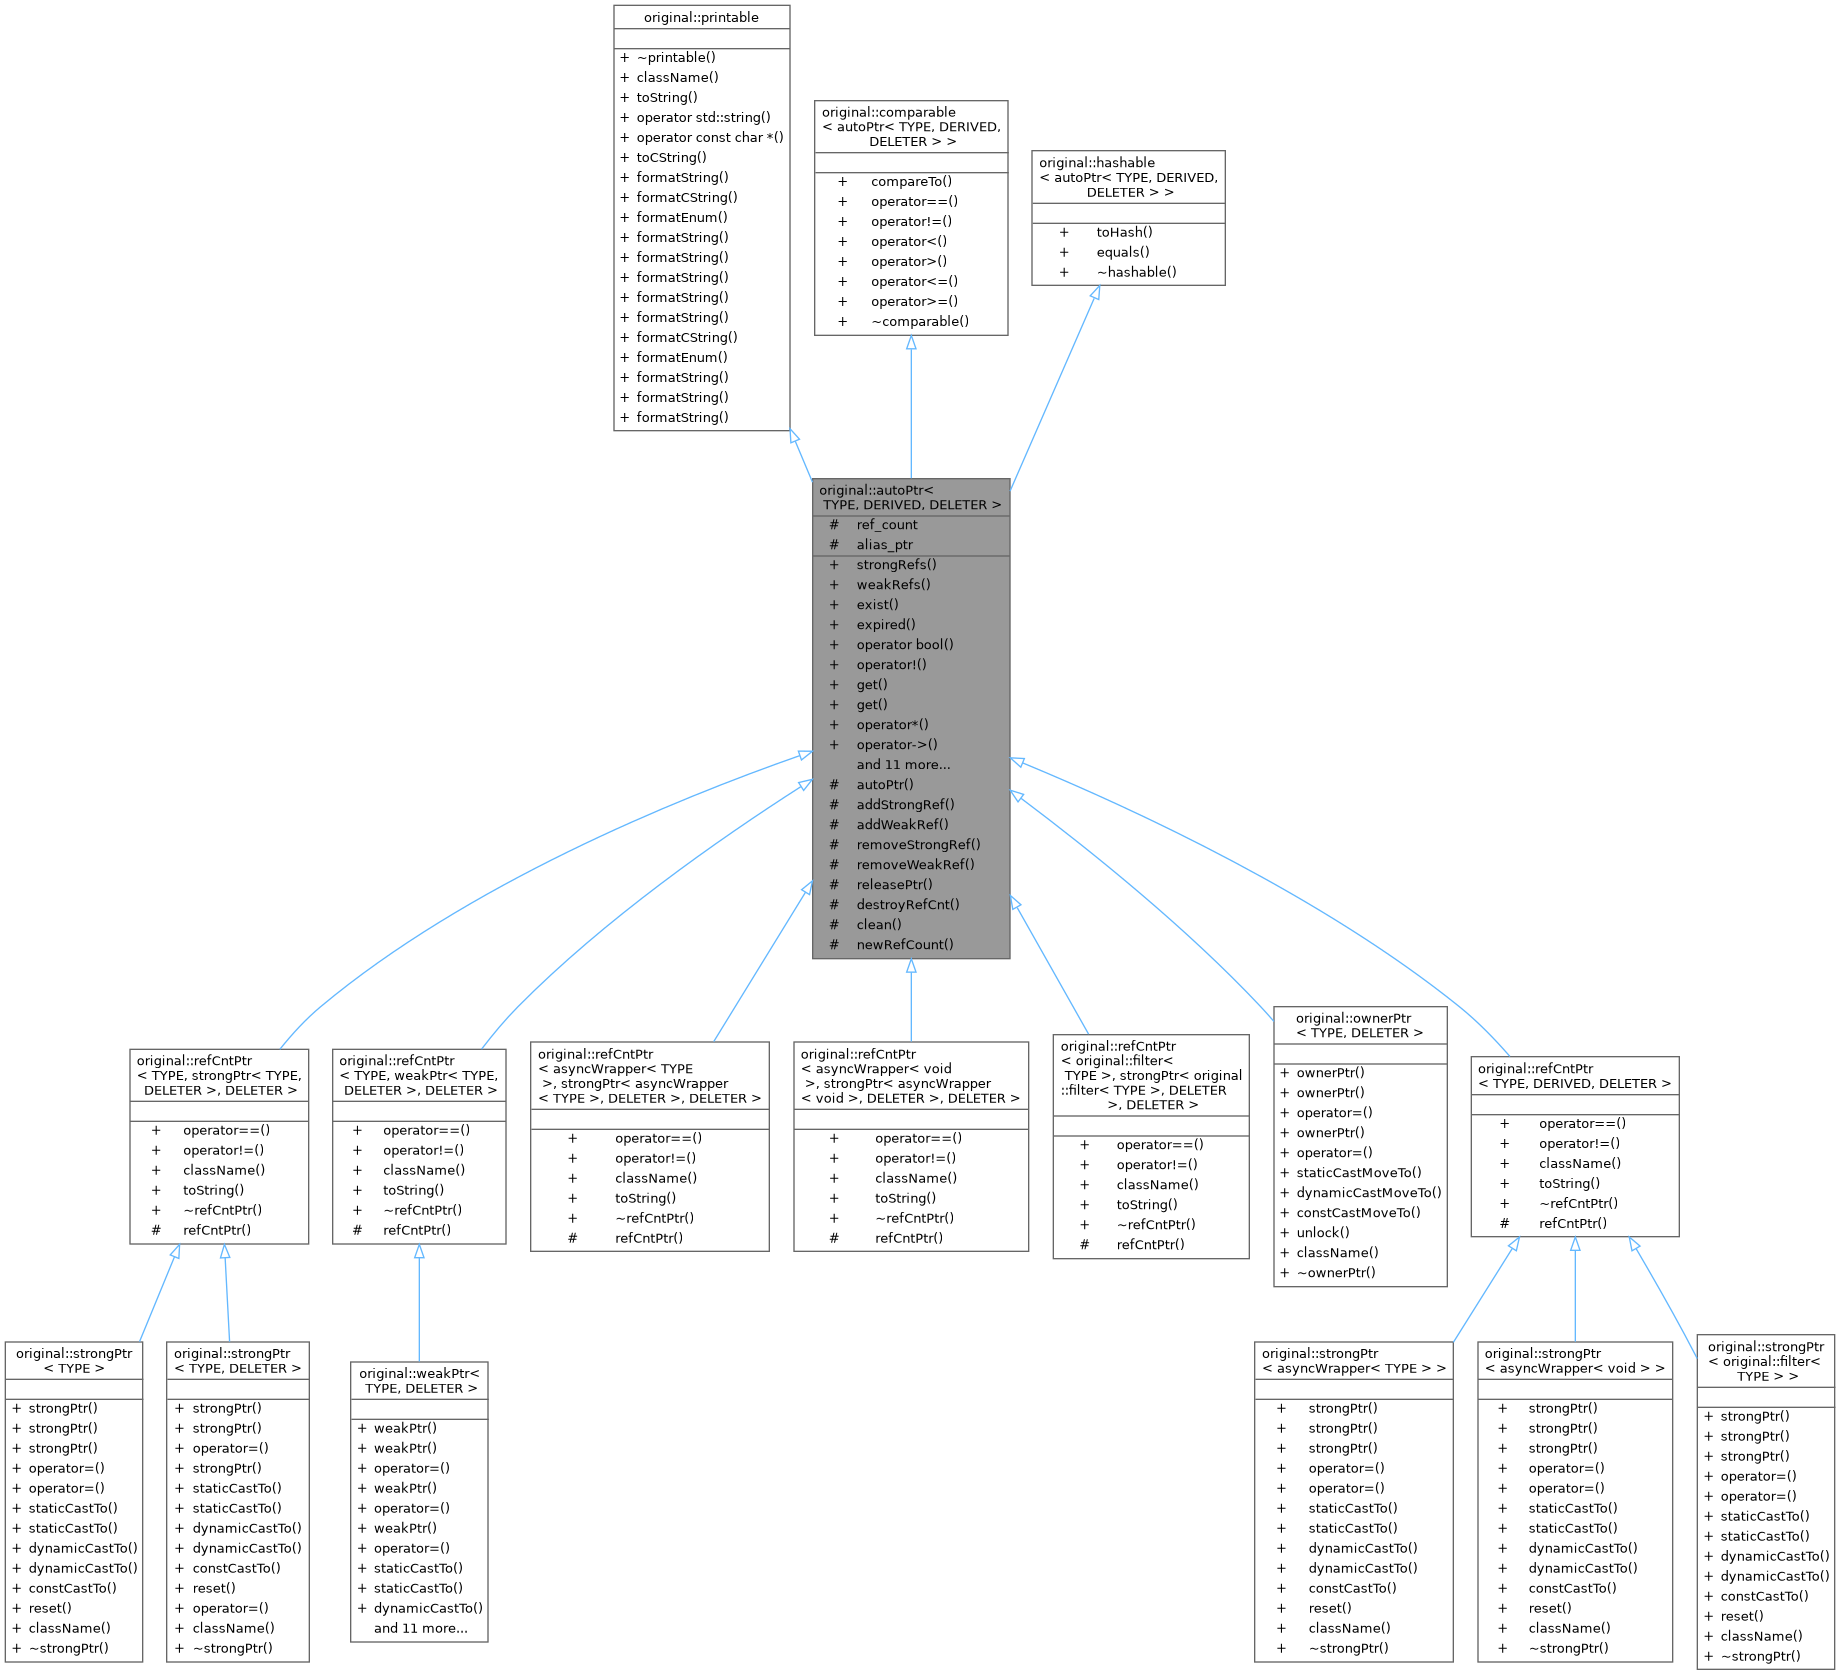 original::printable
+ ~printable()
+ className()
+ toString()
+ operator std::string()
+ operator const char *()
+ toCString()
+ formatString()
+ formatCString()
+ formatEnum()
+ formatString()
+ formatString()
+ formatString()
+ formatString()
+ formatString()
+ formatCString()
+ formatEnum()
+ formatString()
+ formatString()
+ formatString()
original::comparable
< autoPtr< TYPE, DERIVED,
DELETER > >
+ compareTo()
+ operator==()
+ operator!=()
+ operator<()
+ operator>()
+ operator<=()
+ operator>=()
+ ~comparable()
original::hashable
< autoPtr< TYPE, DERIVED,
DELETER > >
+ toHash()
+ equals()
+ ~hashable()
original::autoPtr<
TYPE, DERIVED, DELETER >
# ref_count
# alias_ptr
+ strongRefs()
+ weakRefs()
+ exist()
+ expired()
+ operator bool()
+ operator!()
+ get()
+ get()
+ operator*()
+ operator->()
and 11 more...
# autoPtr()
# addStrongRef()
# addWeakRef()
# removeStrongRef()
# removeWeakRef()
# releasePtr()
# destroyRefCnt()
# clean()
# newRefCount()
original::refCntPtr
< TYPE, strongPtr< TYPE,
DELETER >, DELETER >
+ operator==()
+ operator!=()
+ className()
+ toString()
+ ~refCntPtr()
# refCntPtr()
original::refCntPtr
< TYPE, weakPtr< TYPE,
DELETER >, DELETER >
+ operator==()
+ operator!=()
+ className()
+ toString()
+ ~refCntPtr()
# refCntPtr()
original::refCntPtr
< asyncWrapper< TYPE
>, strongPtr< asyncWrapper
< TYPE >, DELETER >, DELETER >
+ operator==()
+ operator!=()
+ className()
+ toString()
+ ~refCntPtr()
# refCntPtr()
original::refCntPtr
< asyncWrapper< void
>, strongPtr< asyncWrapper
< void >, DELETER >, DELETER >
+ operator==()
+ operator!=()
+ className()
+ toString()
+ ~refCntPtr()
# refCntPtr()
original::refCntPtr
< original::filter<
TYPE >, strongPtr< original
::filter< TYPE >, DELETER
>, DELETER >
+ operator==()
+ operator!=()
+ className()
+ toString()
+ ~refCntPtr()
# refCntPtr()
original::ownerPtr
< TYPE, DELETER >
+ ownerPtr()
+ ownerPtr()
+ operator=()
+ ownerPtr()
+ operator=()
+ staticCastMoveTo()
+ dynamicCastMoveTo()
+ constCastMoveTo()
+ unlock()
+ className()
+ ~ownerPtr()
original::refCntPtr
< TYPE, DERIVED, DELETER >
+ operator==()
+ operator!=()
+ className()
+ toString()
+ ~refCntPtr()
# refCntPtr()
original::strongPtr
< TYPE >
+ strongPtr()
+ strongPtr()
+ strongPtr()
+ operator=()
+ operator=()
+ staticCastTo()
+ staticCastTo()
+ dynamicCastTo()
+ dynamicCastTo()
+ constCastTo()
+ reset()
+ className()
+ ~strongPtr()
original::strongPtr
< TYPE, DELETER >
+ strongPtr()
+ strongPtr()
+ operator=()
+ strongPtr()
+ staticCastTo()
+ staticCastTo()
+ dynamicCastTo()
+ dynamicCastTo()
+ constCastTo()
+ reset()
+ operator=()
+ className()
+ ~strongPtr()
original::weakPtr<
TYPE, DELETER >
+ weakPtr()
+ weakPtr()
+ operator=()
+ weakPtr()
+ operator=()
+ weakPtr()
+ operator=()
+ staticCastTo()
+ staticCastTo()
+ dynamicCastTo()
and 11 more...
original::strongPtr
< asyncWrapper< TYPE > >
+ strongPtr()
+ strongPtr()
+ strongPtr()
+ operator=()
+ operator=()
+ staticCastTo()
+ staticCastTo()
+ dynamicCastTo()
+ dynamicCastTo()
+ constCastTo()
+ reset()
+ className()
+ ~strongPtr()
original::strongPtr
< asyncWrapper< void > >
+ strongPtr()
+ strongPtr()
+ strongPtr()
+ operator=()
+ operator=()
+ staticCastTo()
+ staticCastTo()
+ dynamicCastTo()
+ dynamicCastTo()
+ constCastTo()
+ reset()
+ className()
+ ~strongPtr()
original::strongPtr
< original::filter<
TYPE > >
+ strongPtr()
+ strongPtr()
+ strongPtr()
+ operator=()
+ operator=()
+ staticCastTo()
+ staticCastTo()
+ dynamicCastTo()
+ dynamicCastTo()
+ constCastTo()
+ reset()
+ className()
+ ~strongPtr()